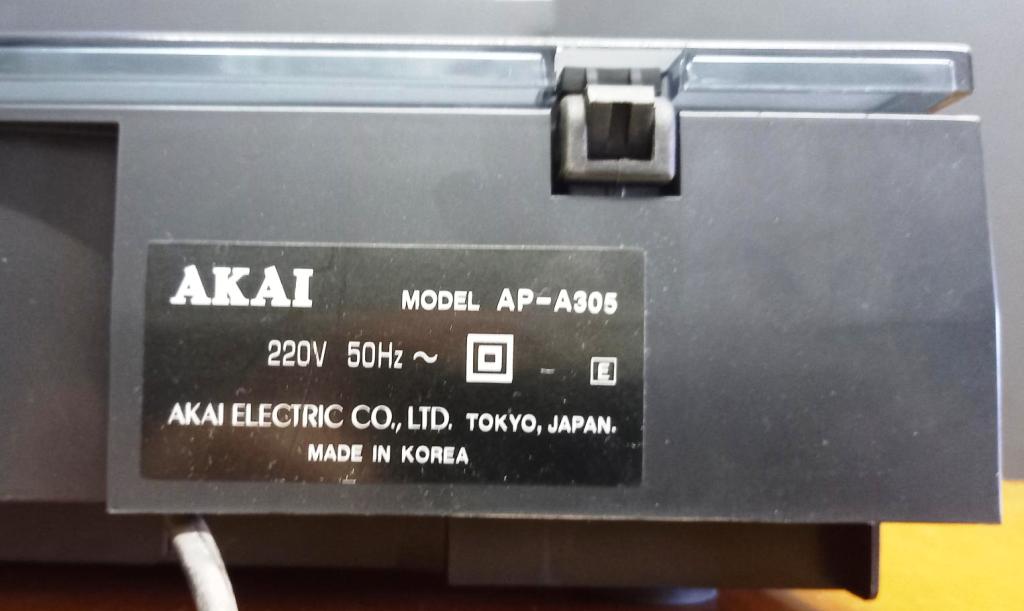 AKAI MODEL AP-A305
220V 50Hz ~ E
AKAI ELECTRIC CO., LTD. TOKYO, JAPAN.
MADE IN KOREA